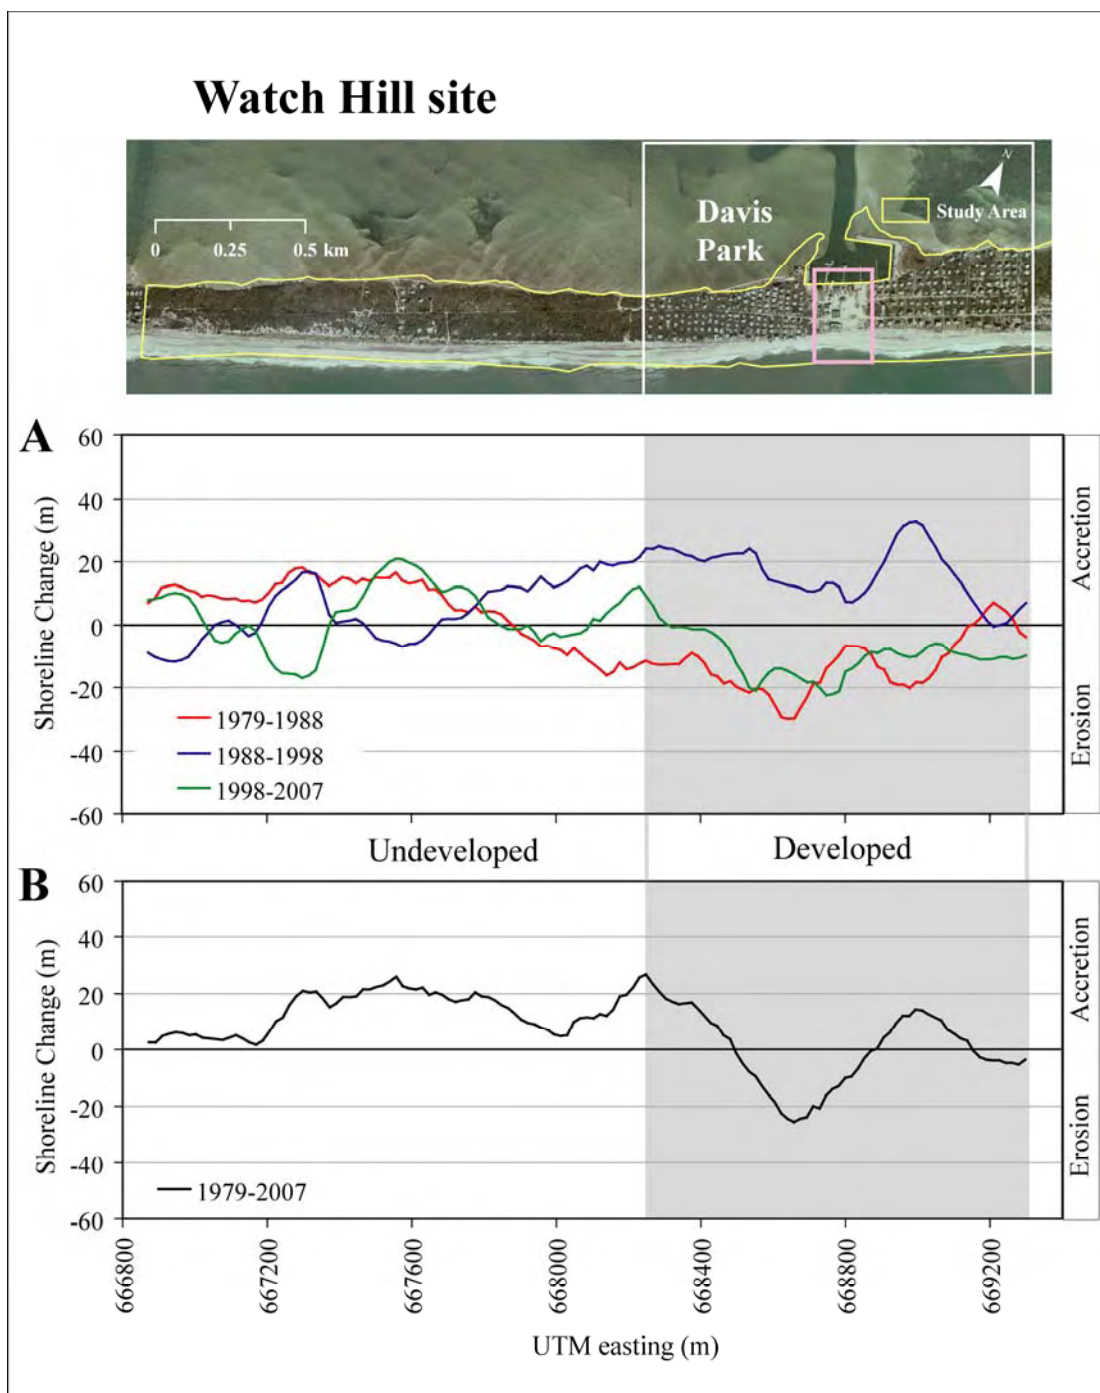 Watch Hill site
N
Davis
Park
Study Area
0 0.25 0.5 km
A
60
40
20
0
-20
-40
-60
Shoreline Change (m)
Accretion
Erosion
1979-1988
1988-1998
1998-2007
Undeveloped
Developed
B
60
40
20
0
-20
-40
-60
Shoreline Change (m)
Accretion
Erosion
1979-2007
666800 667200 667600 668000 668400 668800 669200
UTM easting (m)